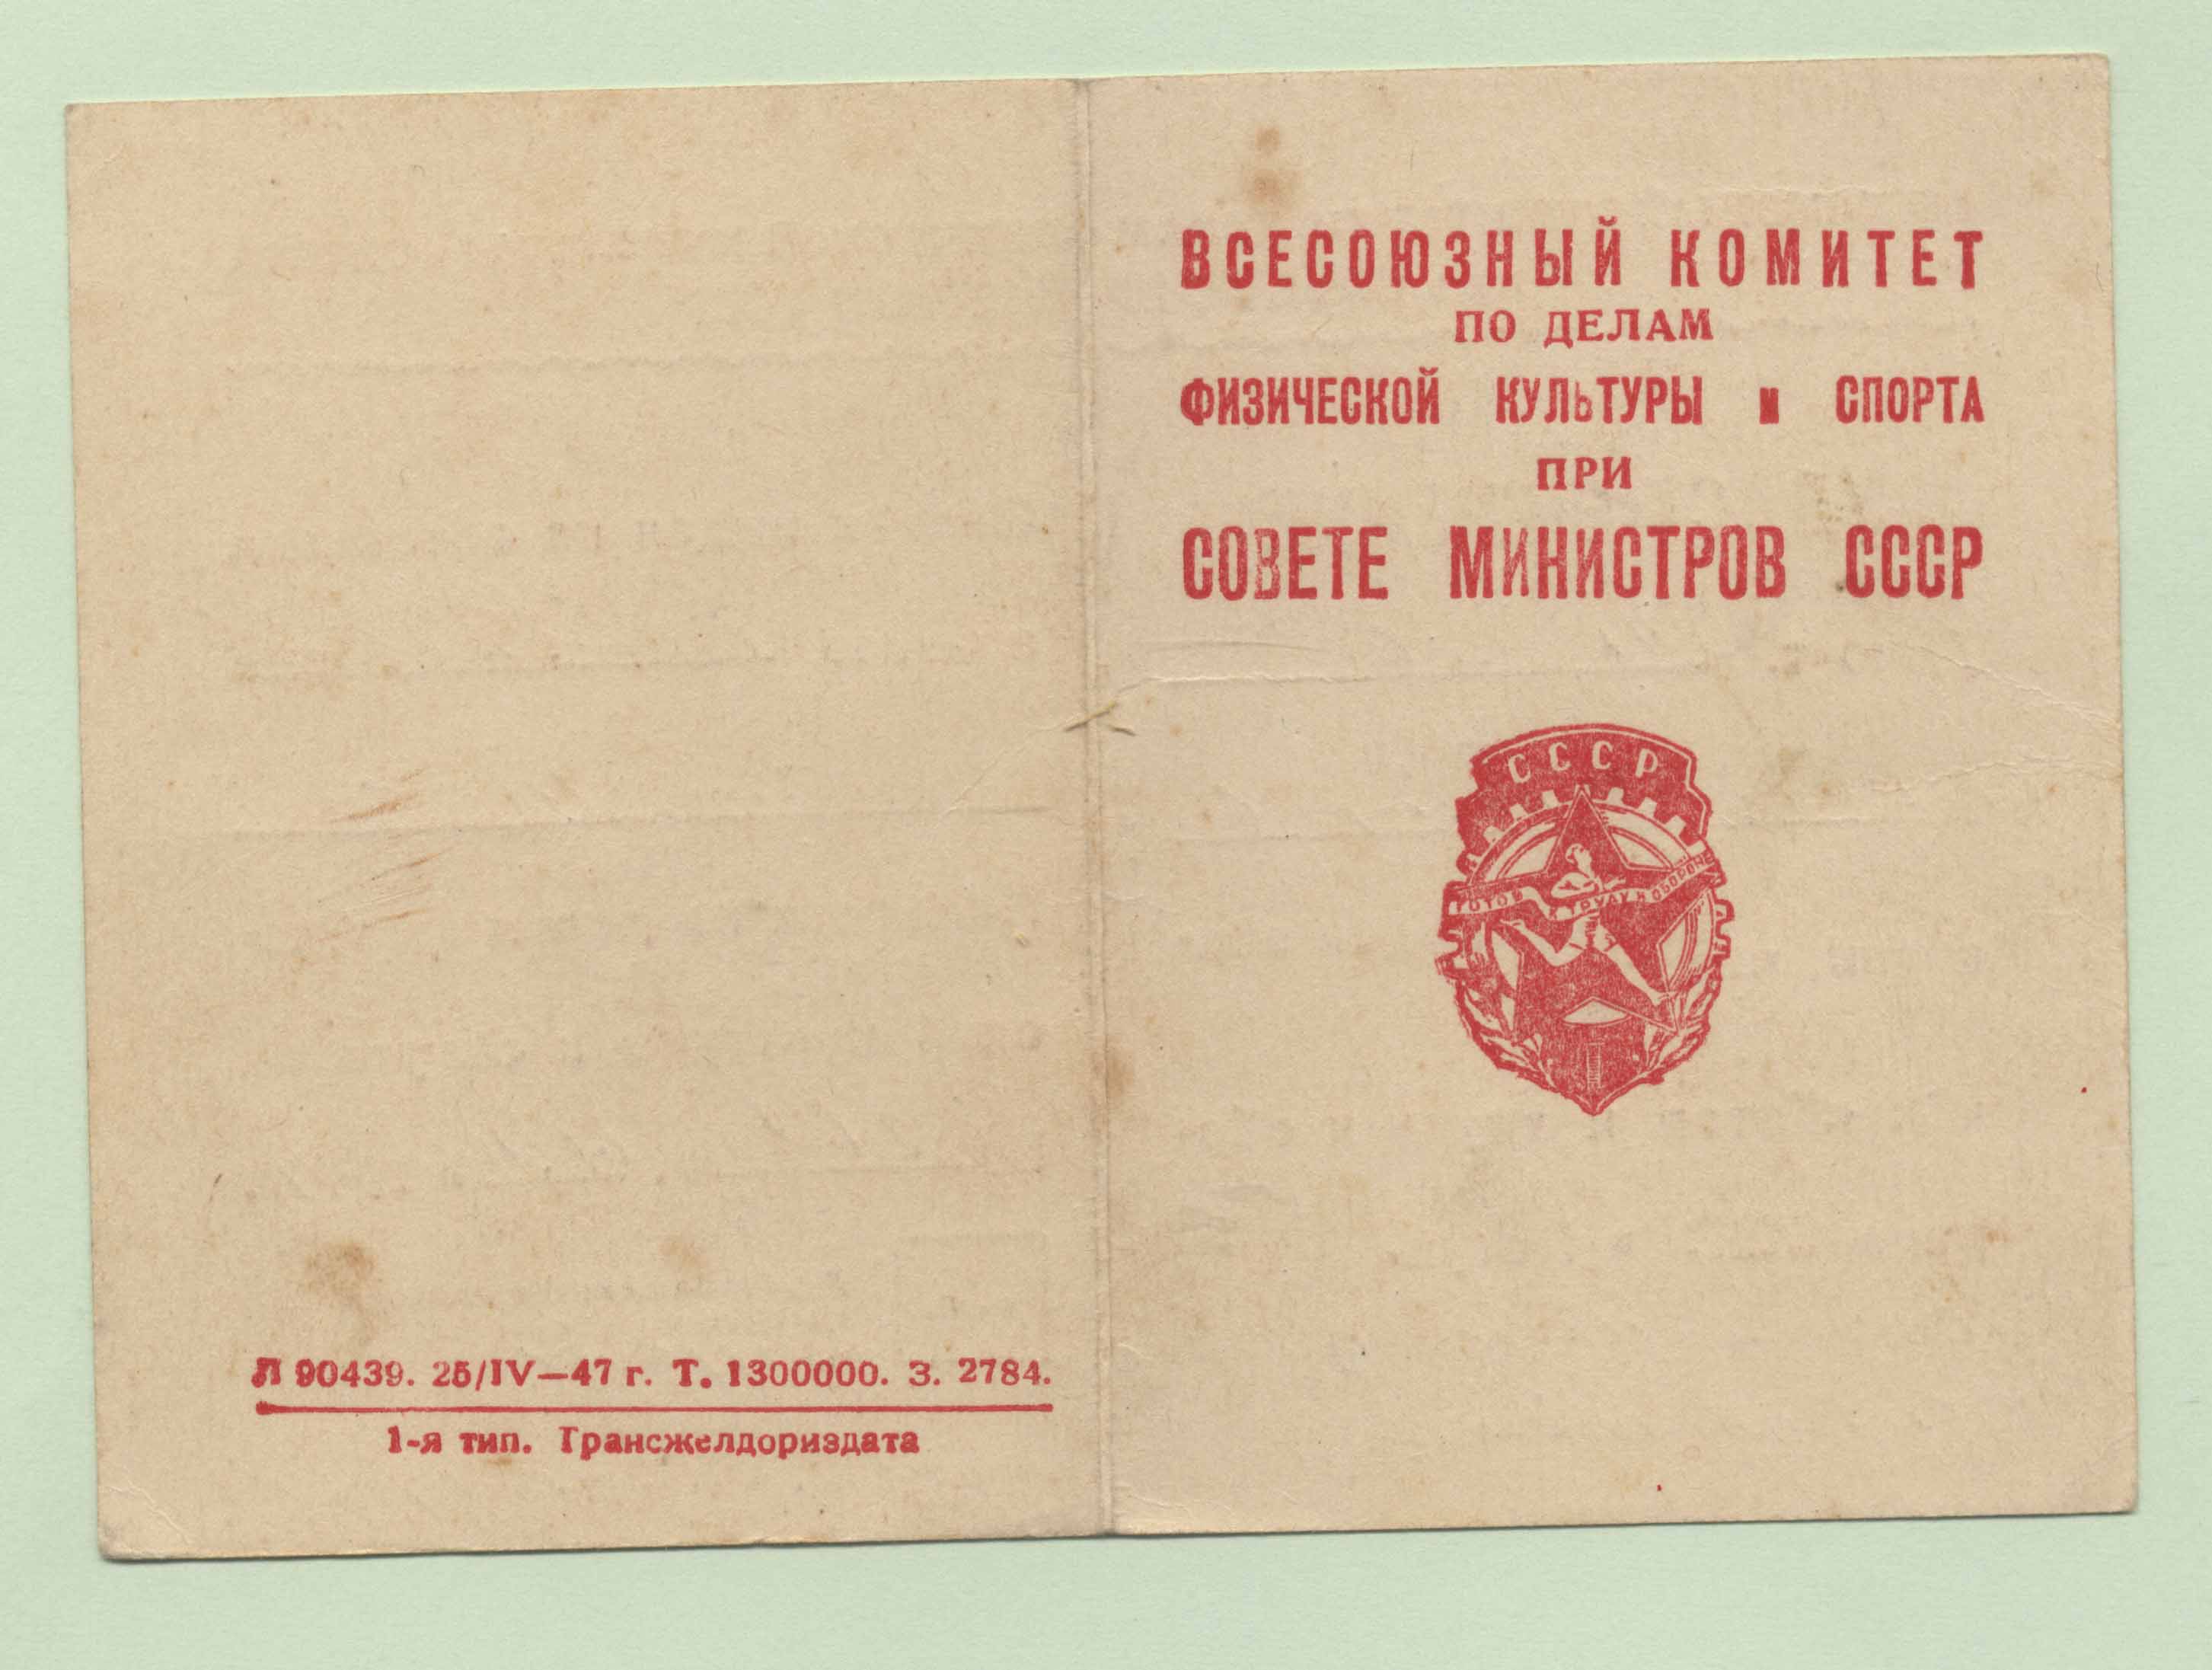 ВСЕСОЮЗНЫЙ КОМИТЕТ
ПО ДЕЛАМ
ФИЗИЧЕСКОЙ КУЛЬТУРЫ и СПОРТА
ПРИ
СОВЕТЕ МИНИСТРОВ СССР
СССР
ГОТОВ К ТРУДУ И ОБОРОНЕ
II
Л 90439. 25/IV—47 г. Т. 1300000. З. 2784.
1-я тип. Трансжелдориздата